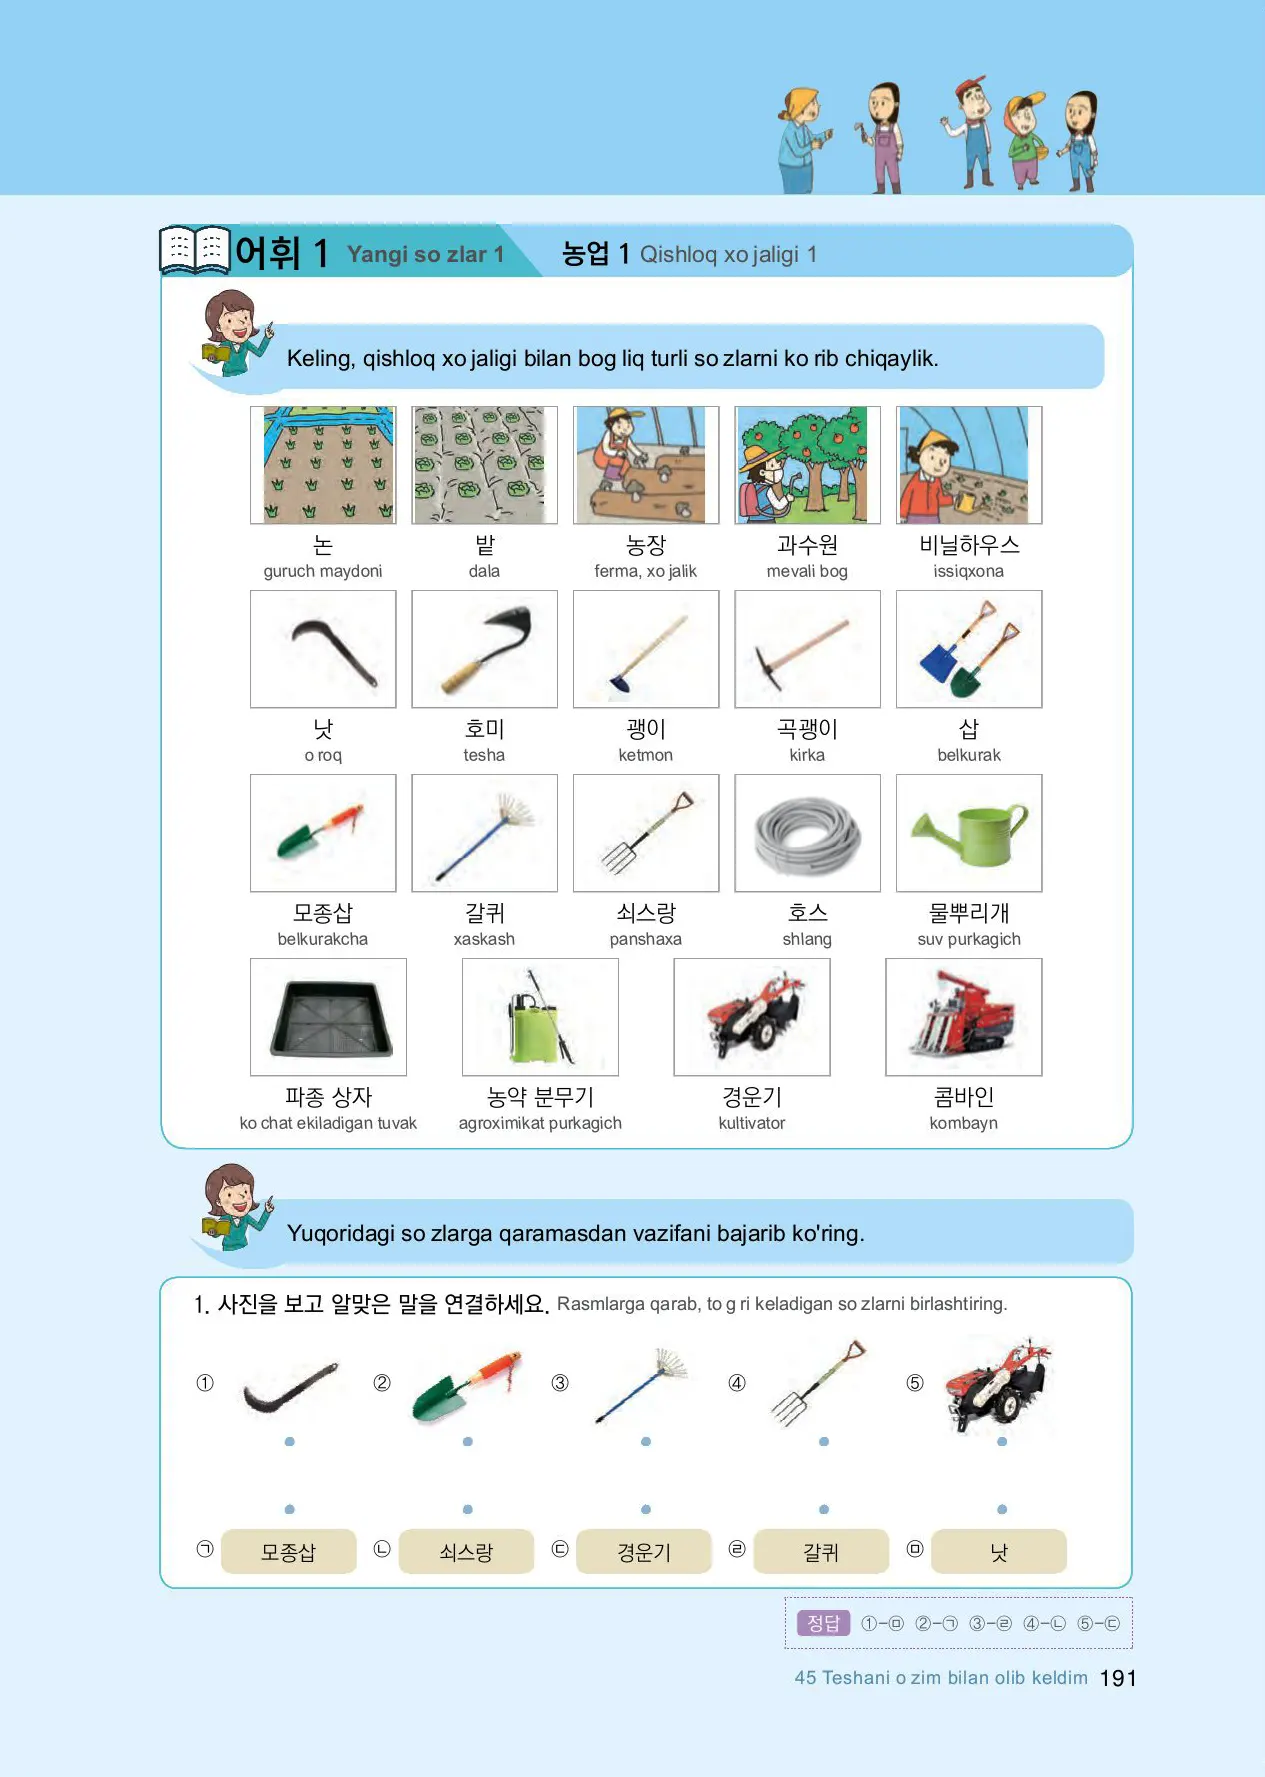 어휘 1 Yangi so zlar 1 농업 1 Qishloq xo jaligi 1
Keling, qishloq xo jaligi bilan bog liq turli so zlarni ko rib chiqaylik.
논 밭 농장 과수원 비닐하우스
guruch maydoni dala ferma, xo jalik mevali bog issiqxona
낫 호미 괭이 곡괭이 삽
o roq tesha ketmon kirka belkurak
모종삽 갈퀴 쇠스랑 호스 물뿌리개
belkurakcha xaskash panshaxa shlang suv purkagich
파종 상자 농약 분무기 경운기 콤바인
ko chat ekiladigan tuvak agroximikat purkagich kultivator kombayn
Yuqoridagi so zlarga qaramasdan vazifani bajarib ko'ring.
1. 사진을 보고 알맞은 말을 연결하세요. Rasmlarga qarab, to g ri keladigan so zlarni birlashtiring.
① ② ③ ④ ⑤
㉠ 모종삽 ㉡ 쇠스랑 ㉢ 경운기 ㉣ 갈퀴 ㉤ 낫
정답 ①-㉤ ②-㉠ ③-㉣ ④-㉡ ⑤-㉢
45 Teshani o zim bilan olib keldim 191